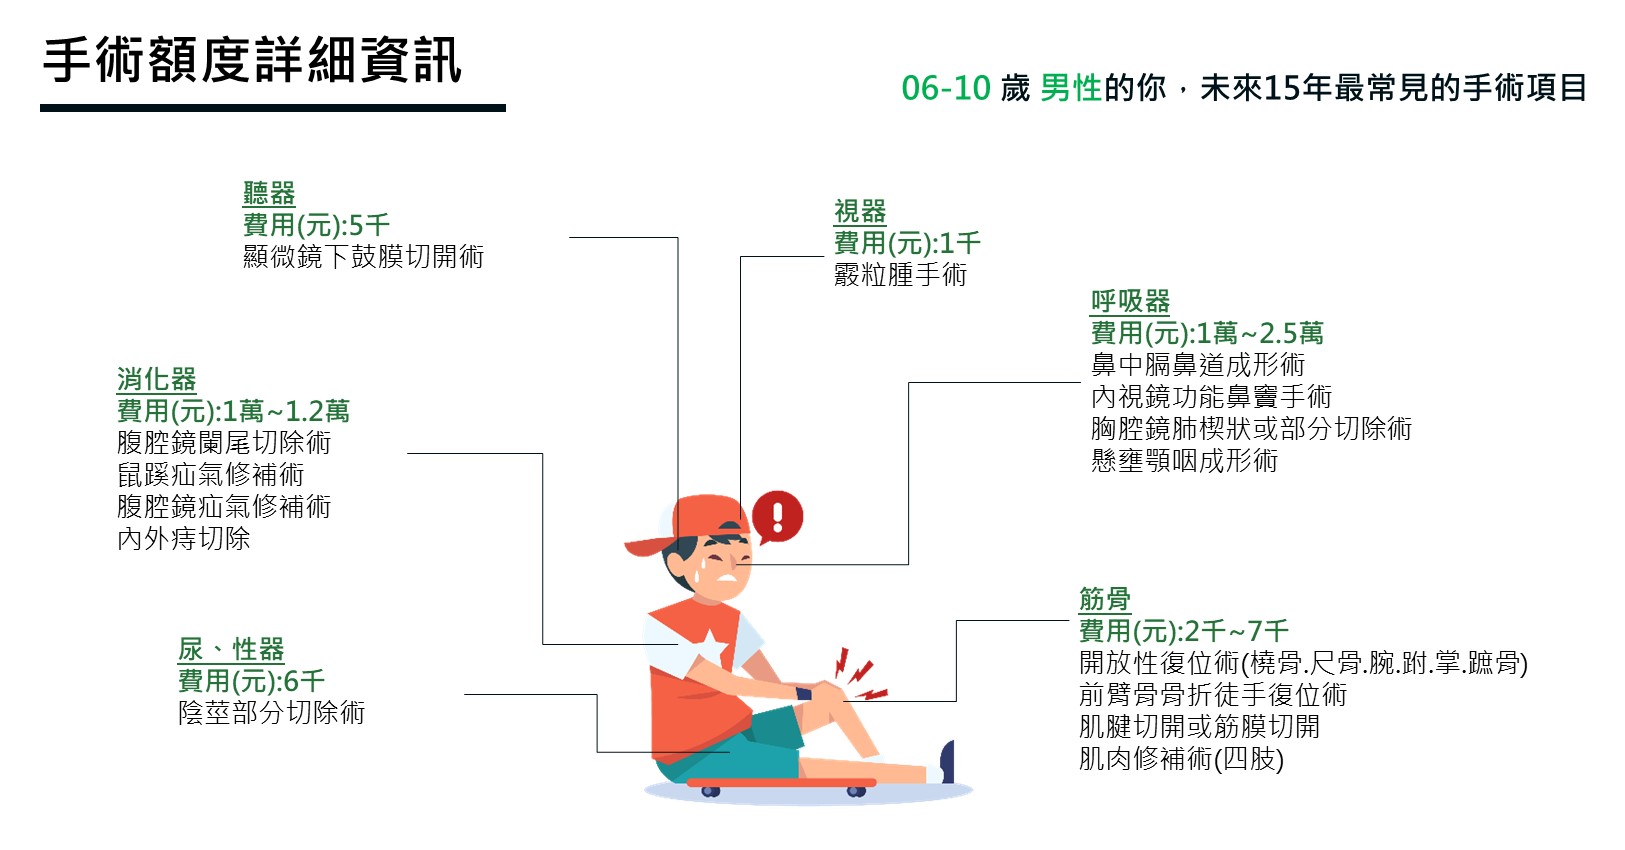 手術額度詳細資訊
06-10 歲 男性的你，未來15年最常見的手術項目
聽器
費用(元):5千
顯微鏡下鼓膜切開術
視器
費用(元):1千
霰粒腫手術
呼吸器
費用(元):1萬~2.5萬
鼻中膈鼻道成形術
內視鏡功能鼻竇手術
胸腔鏡肺楔狀或部分切除術
懸壅顎咽成形術
消化器
費用(元):1萬~1.2萬
腹腔鏡闌尾切除術
鼠蹊疝氣修補術
腹腔鏡疝氣修補術
內外痔切除
尿、性器
費用(元):6千
陰莖部分切除術
筋骨
費用(元):2千~7千
開放性復位術(橈骨.尺骨.腕.跗.掌.蹠骨)
前臂骨骨折徒手復位術
肌腱切開或筋膜切開
肌肉修補術(四肢)